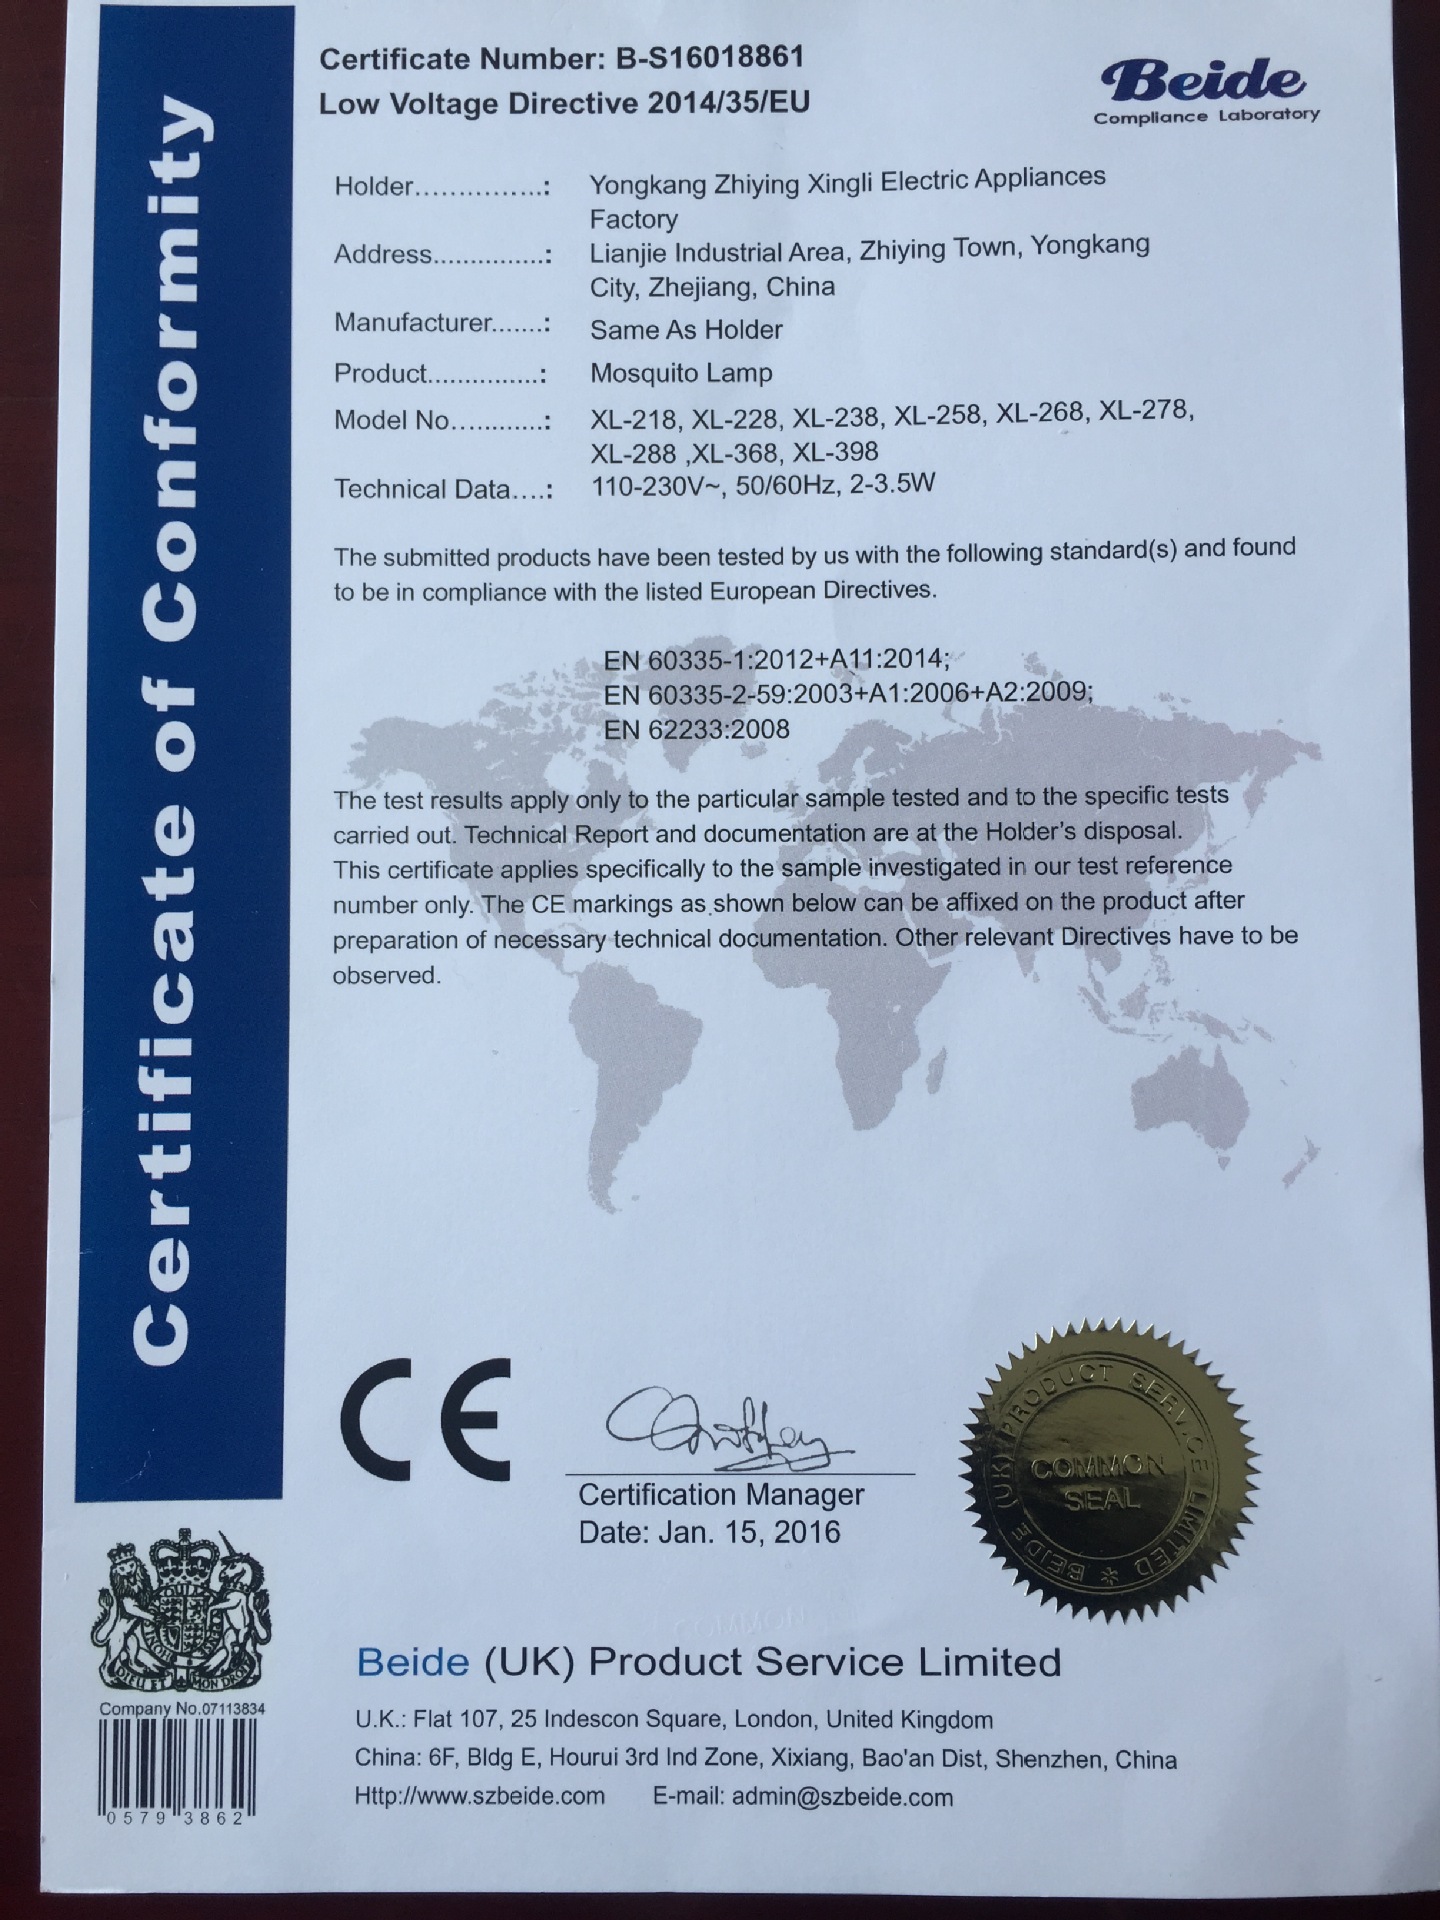 Certificate of Conformity
Certificate Number: B-S16018861
Low Voltage Directive 2014/35/EU
Beide
Compliance Laboratory
Holder...............: Yongkang Zhiying Xingli Electric Appliances
Factory
Address..............: Lianjie Industrial Area, Zhiying Town, Yongkang
City, Zhejiang, China
Manufacturer.......: Same As Holder
Product..............: Mosquito Lamp
Model No............: XL-218, XL-228, XL-238, XL-258, XL-268, XL-278,
XL-288 ,XL-368, XL-398
Technical Data....: 110-230V~, 50/60Hz, 2-3.5W
The submitted products have been tested by us with the following standard(s) and found
to be in compliance with the listed European Directives.
EN 60335-1:2012+A11:2014;
EN 60335-2-59:2003+A1:2006+A2:2009;
EN 62233:2008
The test results apply only to the particular sample tested and to the specific tests
carried out. Technical Report and documentation are at the Holder's disposal.
This certificate applies specifically to the sample investigated in our test reference
number only. The CE markings as shown below can be affixed on the product after
preparation of necessary technical documentation. Other relevant Directives have to be
observed.
CE
Certification Manager
Date: Jan. 15, 2016
BEIDE (UK) PRODUCT SERVICE LIMITED *
COMMON
SEAL
DIEU ET MON DROIT
Company No.07113834
0579 3862
Beide (UK) Product Service Limited
U.K.: Flat 107, 25 Indescon Square, London, United Kingdom
China: 6F, Bldg E, Hourui 3rd Ind Zone, Xixiang, Bao'an Dist, Shenzhen, China
Http://www.szbeide.com E-mail: admin@szbeide.com